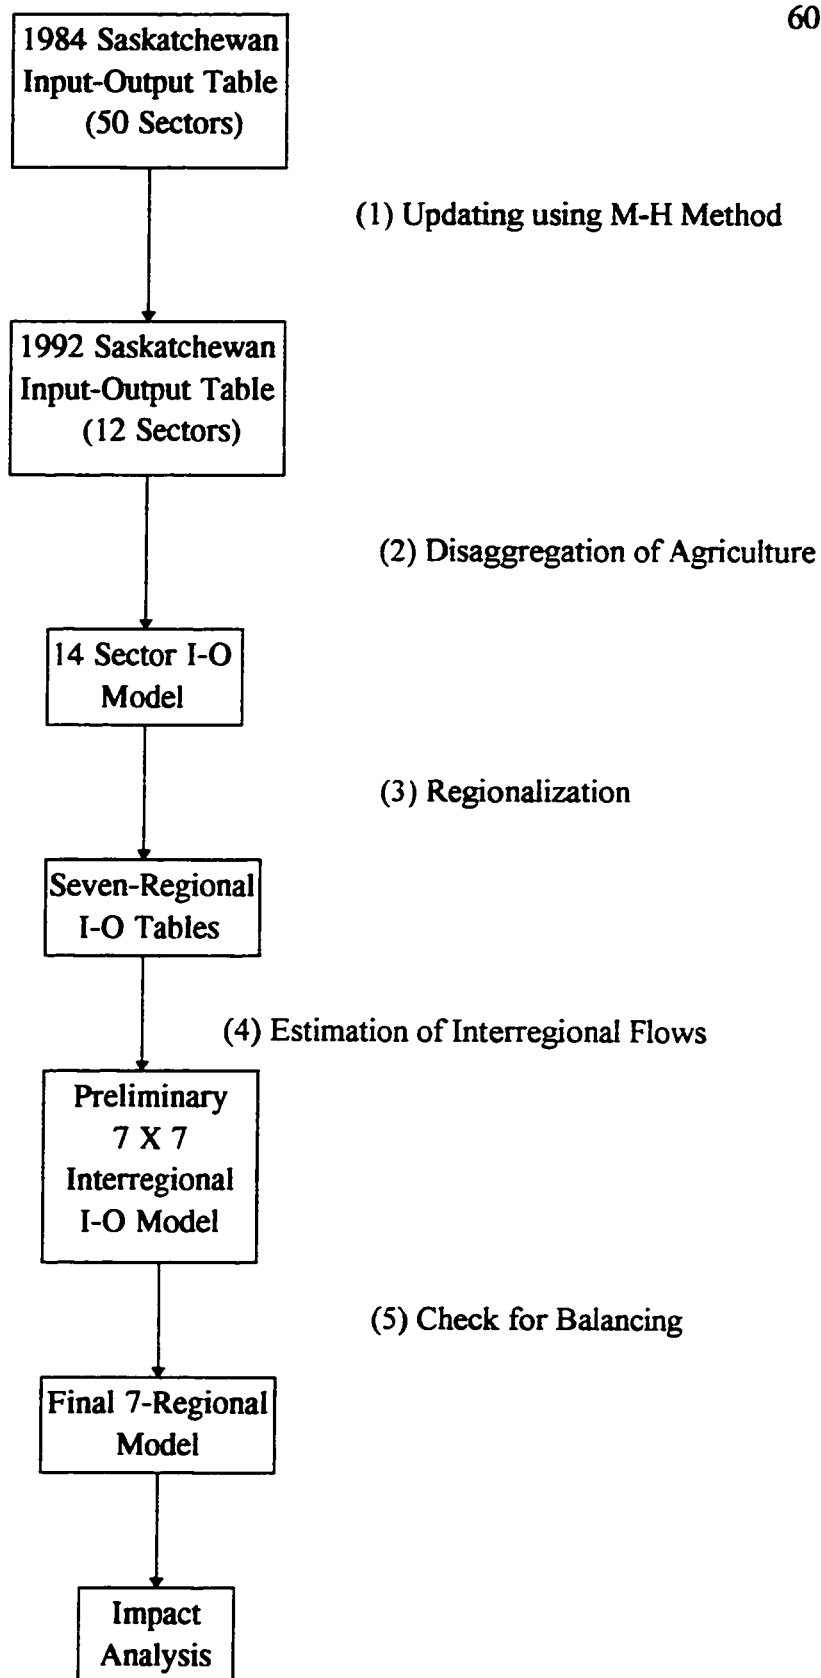 60
1984 Saskatchewan
Input-Output Table
(50 Sectors)
(1) Updating using M-H Method
1992 Saskatchewan
Input-Output Table
(12 Sectors)
(2) Disaggregation of Agriculture
14 Sector I-O
Model
(3) Regionalization
Seven-Regional
I-O Tables
(4) Estimation of Interregional Flows
Preliminary
7 X 7
Interregional
I-O Model
(5) Check for Balancing
Final 7-Regional
Model
Impact
Analysis